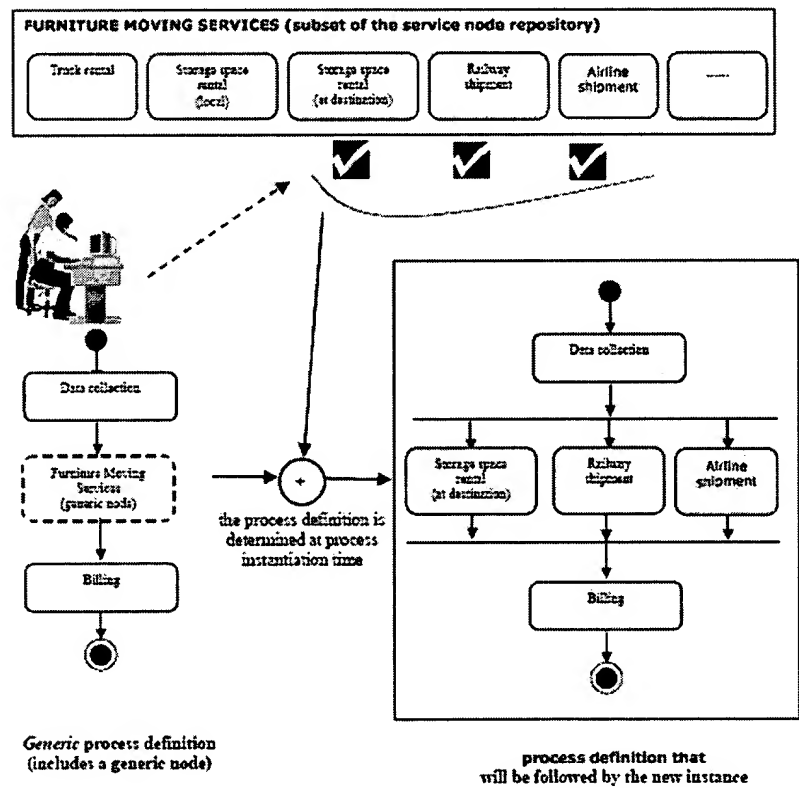 FURNITURE MOVING SERVICES (subset of the service node repository)
Truck rental
Storage space
rental
(local)
Storage space
rental
(at destination)
Railway
shipment
Airline
shipment
......
Data collection
Furniture Moving
Services
(generic node)
Billing
+
the process definition is
determined at process
instantiation time
Data collection
Storage space
rental
(at destination)
Railway
shipment
Airline
shipment
Billing
Generic process definition
(includes a generic node)
process definition that
will be followed by the new instance